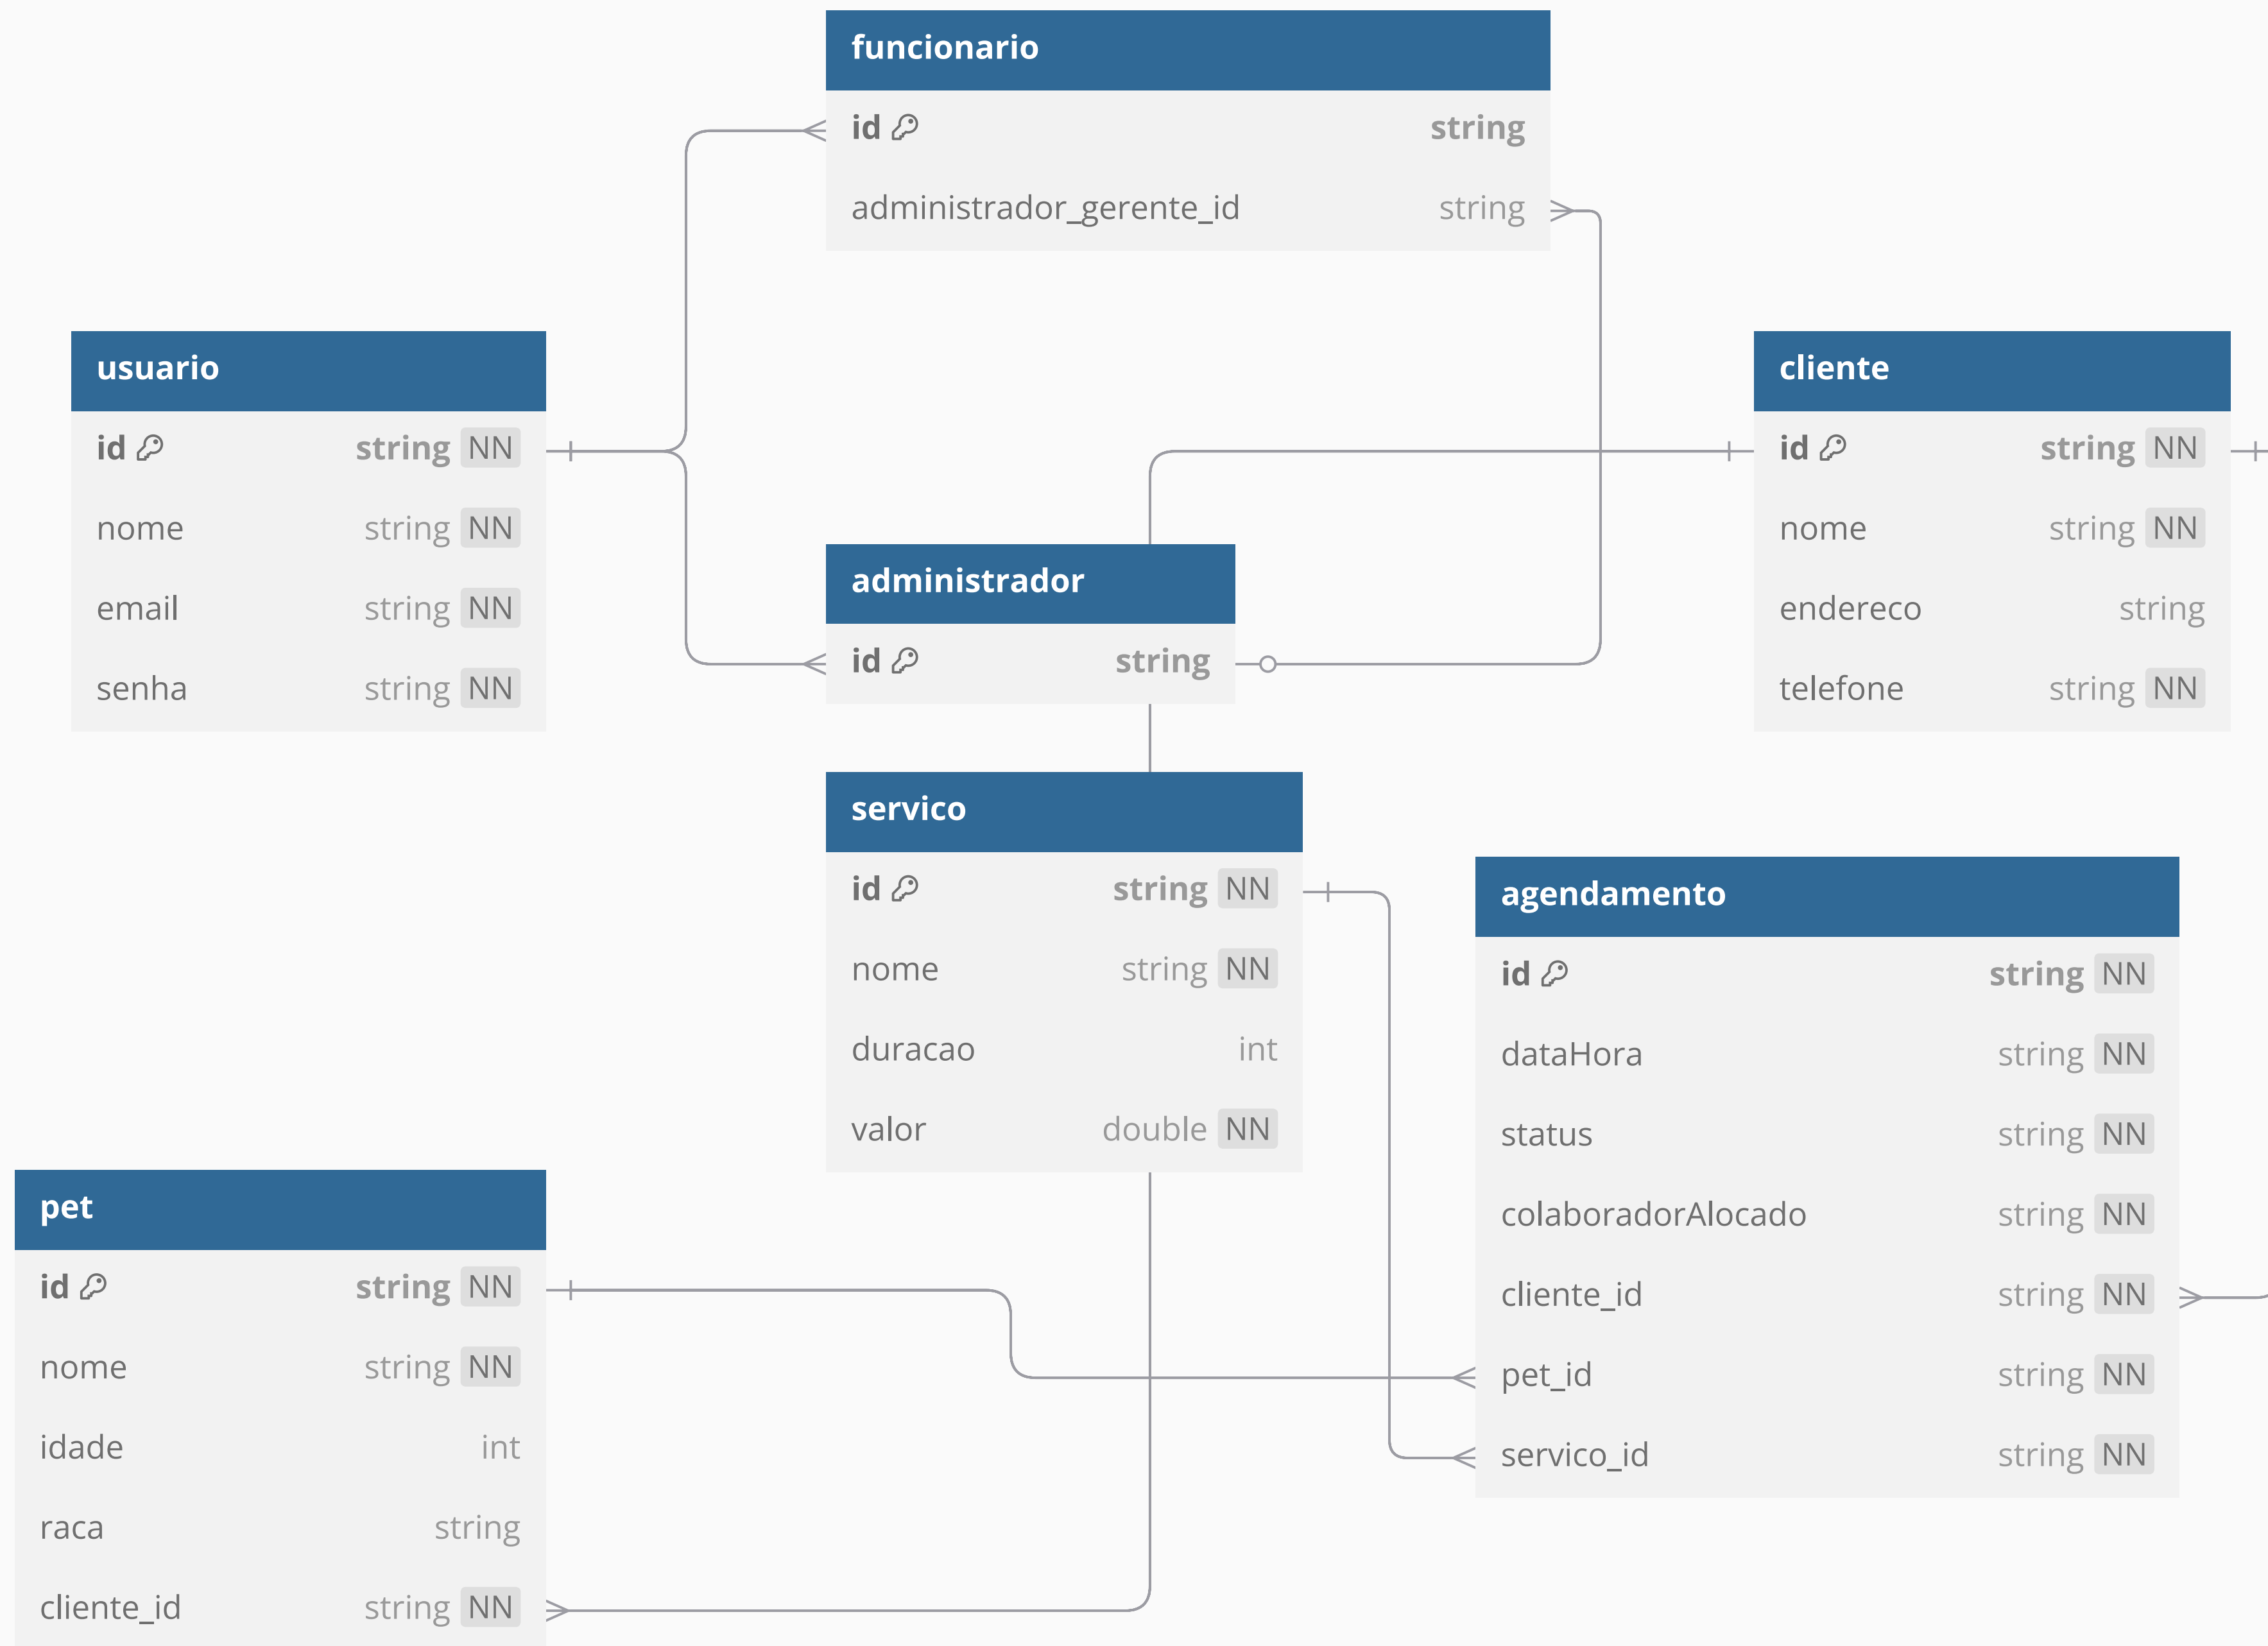 funcionario
id string
administrador_gerente_id string
usuario
id string NN
nome string NN
email string NN
senha string NN
cliente
id string NN
nome string NN
endereco string
telefone string NN
administrador
id string
servico
id string NN
nome string NN
duracao int
valor double NN
agendamento
id string NN
dataHora string NN
status string NN
colaboradorAlocado string NN
cliente_id string NN
pet_id string NN
servico_id string NN
pet
id string NN
nome string NN
idade int
raca string
cliente_id string NN